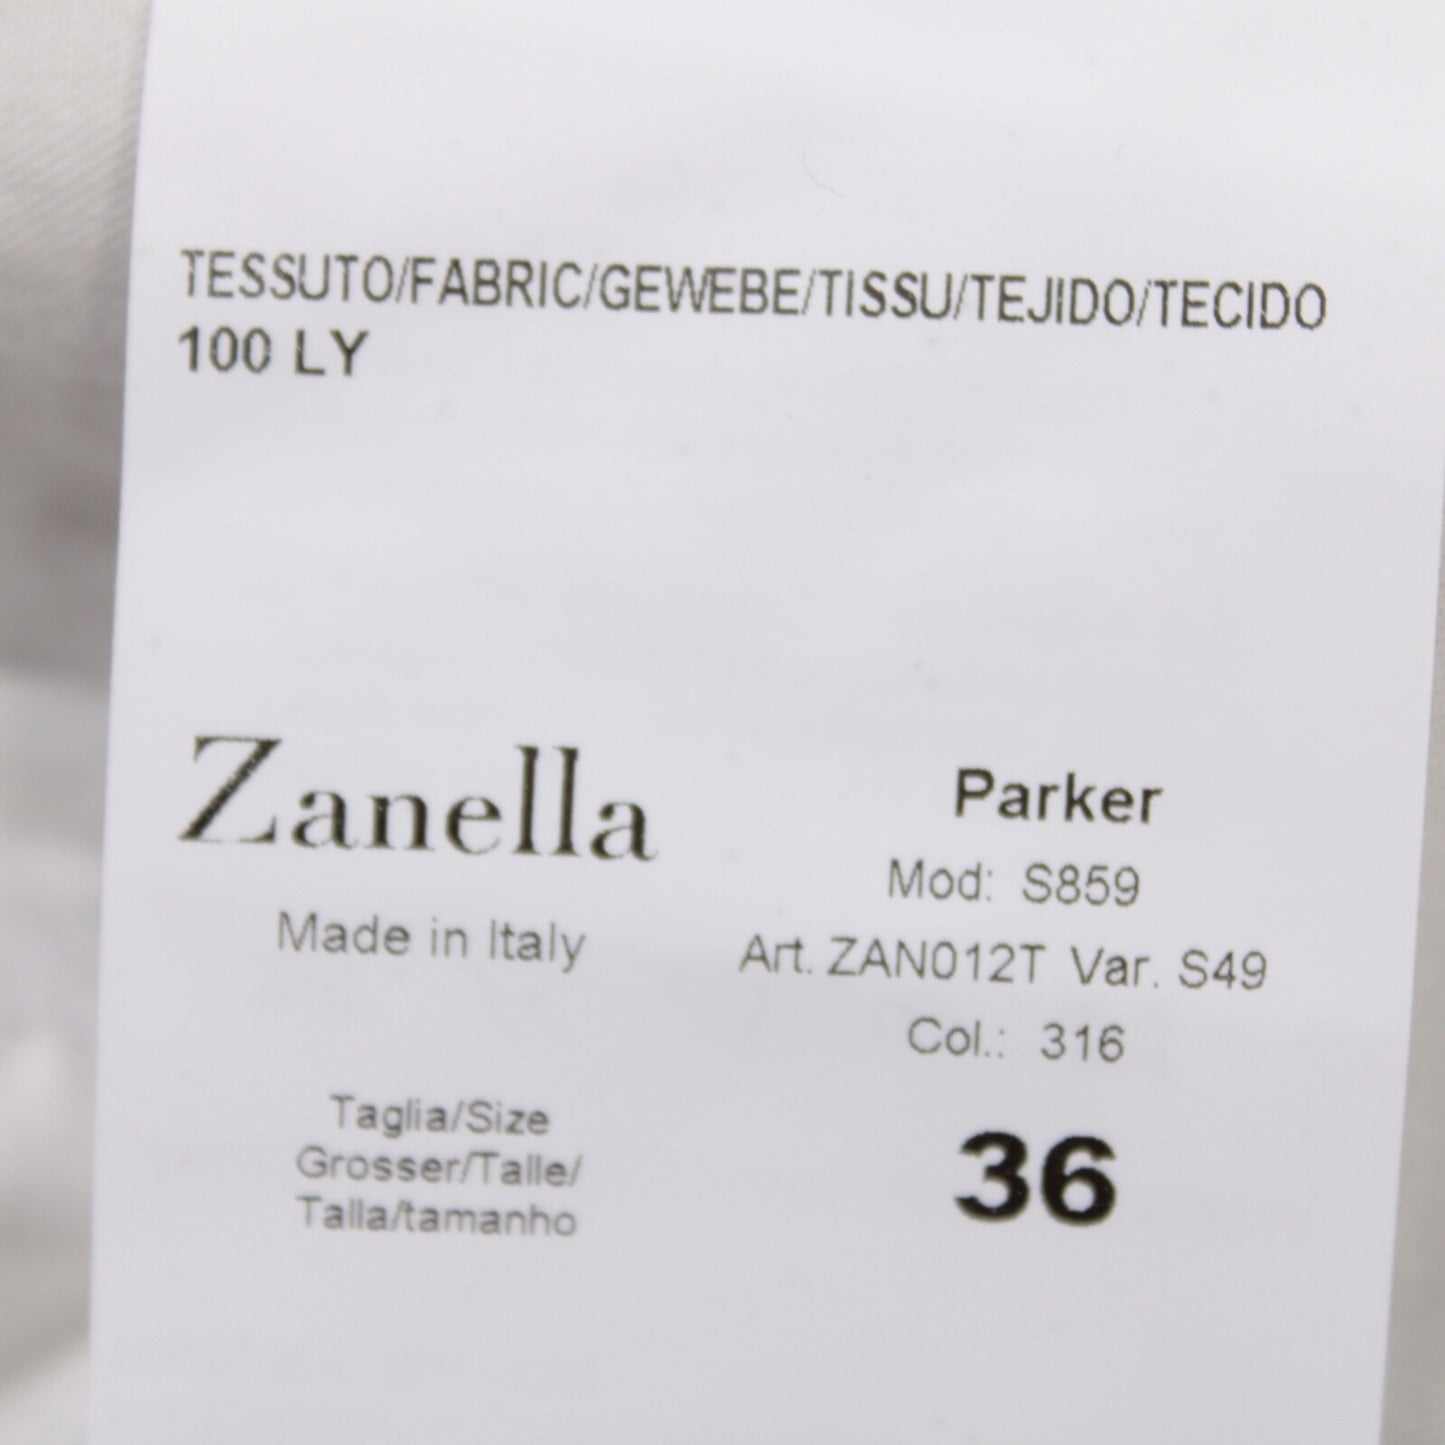 TESSUTO/FABRIC/GEWEBE/TISSU/TEJIDO/TECIDO
100 LY
Zanella
Made in Italy
Parker
Mod: S859
Art. ZAN012T Var. S49
Col.: 316
Taglia/Size
Grosser/Talle/
Talla/tamanho
36